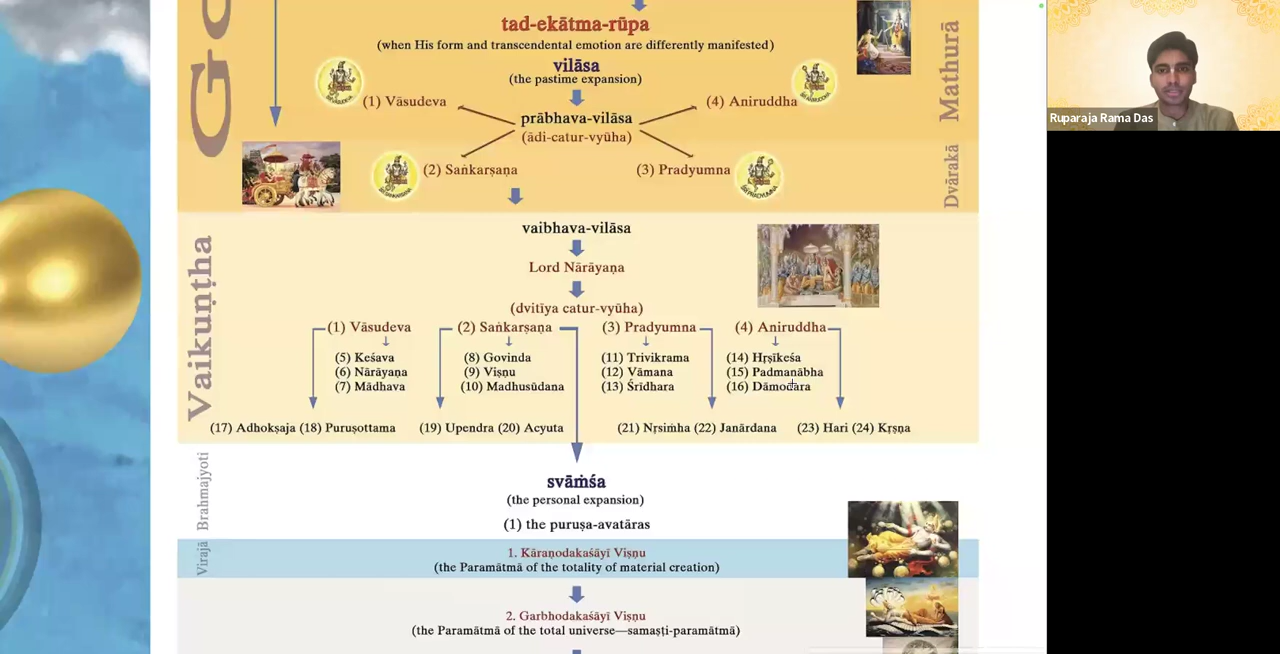 Go
tad-ekātma-rūpa
(when His form and transcendental emotion are differently manifested)
vilāsa
(the pastime expansion)
Mathurā
(1) Vāsudeva
(4) Aniruddha
prābhava-vilāsa
(ādi-catur-vyūha)
(2) Saṅkarṣaṇa
(3) Pradyumna
Dvārakā
Ruparaja Rama Das
Vaikuṇṭha
vaibhava-vilāsa
Lord Nārāyaṇa
(dvitīya catur-vyūha)
(1) Vāsudeva (2) Saṅkarṣaṇa (3) Pradyumna (4) Aniruddha
(5) Keśava (8) Govinda (11) Trivikrama (14) Hṛṣīkeśa
(6) Nārāyaṇa (9) Viṣṇu (12) Vāmana (15) Padmanābha
(7) Mādhava (10) Madhusūdana (13) Śrīdhara (16) Dāmodara
(17) Adhokṣaja (18) Puruṣottama (19) Upendra (20) Acyuta (21) Nṛsiṁha (22) Janārdana (23) Hari (24) Kṛṣṇa
Brahmajyoti
svāṁśa
(the personal expansion)
(1) the puruṣa-avatāras
Virajā
1. Kāraṇodakaśāyī Viṣṇu
(the Paramātmā of the totality of material creation)
2. Garbhodakaśāyī Viṣṇu
(the Paramātmā of the total universe—samaṣṭi-paramātmā)